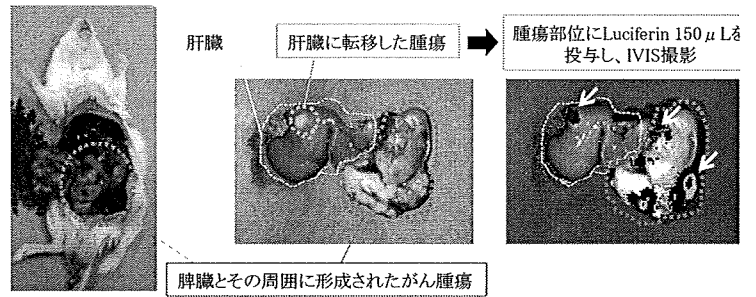 肝臓
肝臓に転移した腫瘍
腫瘍部位にLuciferin 150μLを
投与し、IVIS撮影
脾臓とその周囲に形成されたがん腫瘍